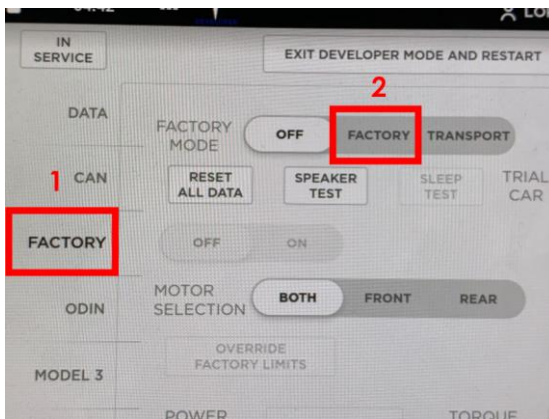 04:42
IN
SERVICE
EXIT DEVELOPER MODE AND RESTART
2
DATA
FACTORY
MODE
OFF
FACTORY
TRANSPORT
1
CAN
RESET
ALL DATA
SPEAKER
TEST
SLEEP
TEST
TRIAL
CAR
FACTORY
OFF
ON
MOTOR
SELECTION
BOTH
FRONT
REAR
ODIN
OVERRIDE
FACTORY LIMITS
MODEL 3
POWER
TORQUE